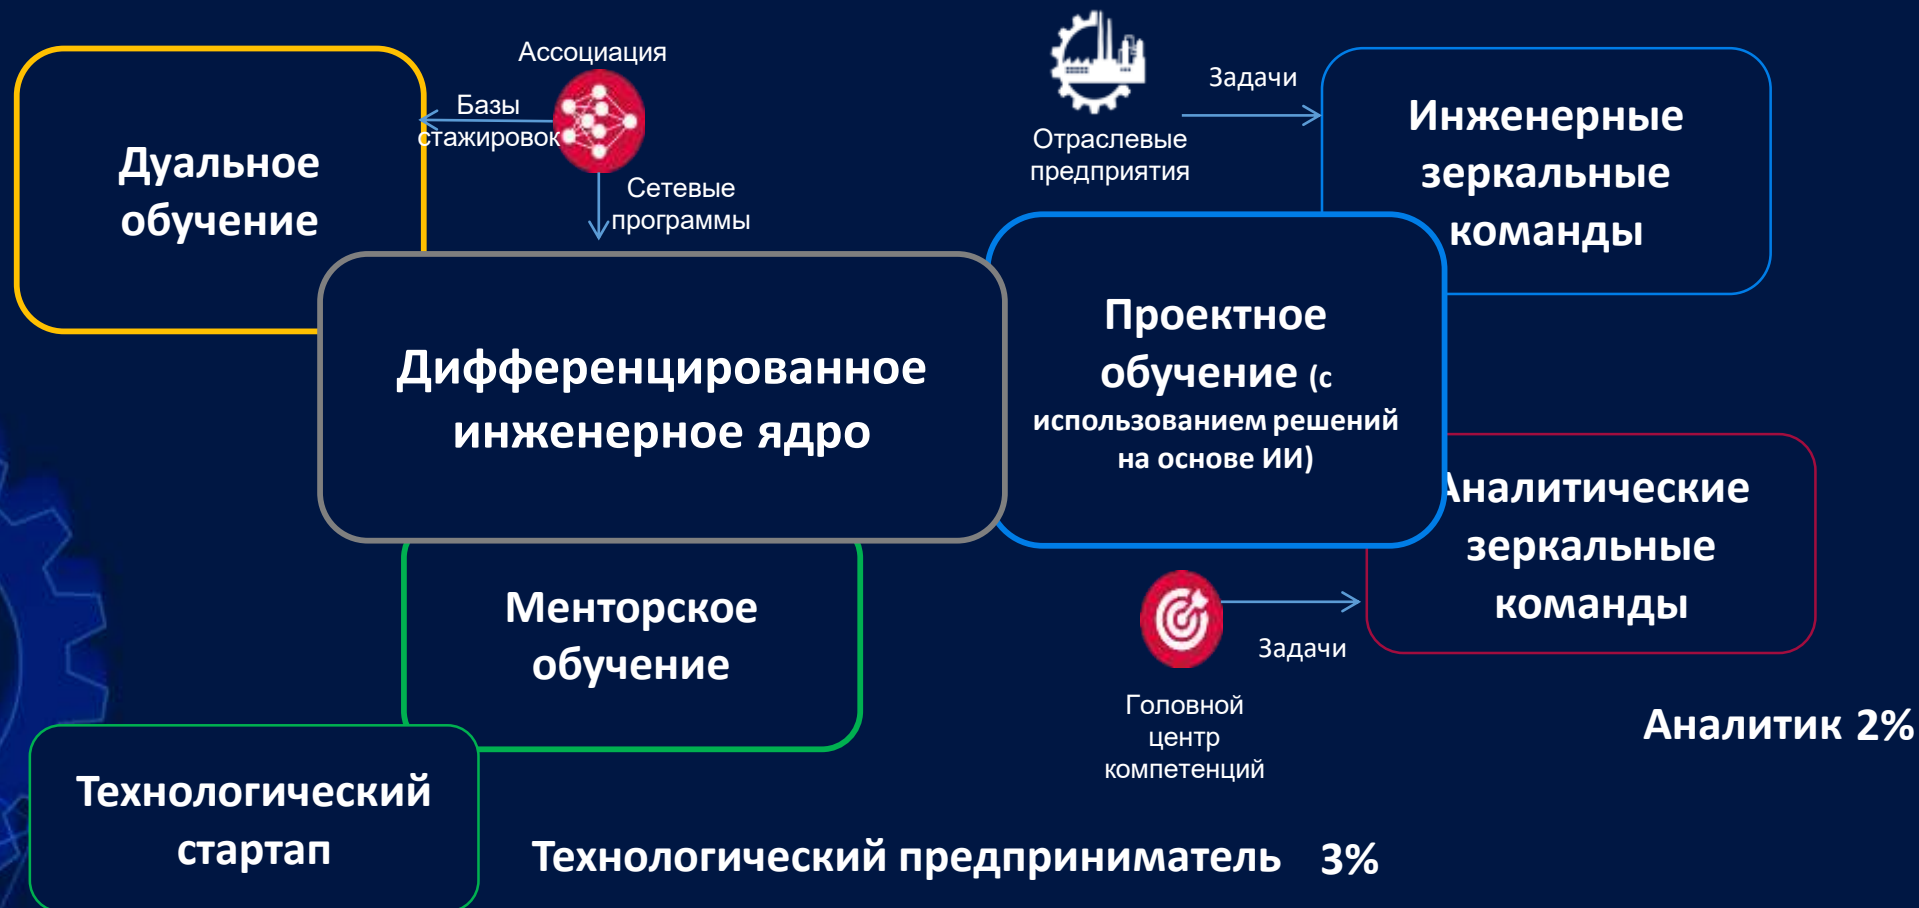 Ассоциация
Базы
стажировок
Сетевые
программы
Дуальное
обучение
Отраслевые
предприятия
Задачи
Инженерные
зеркальные
команды
Дифференцированное
инженерное ядро
Проектное
обучение (с
использованием решений
на основе ИИ)
Аналитические
зеркальные
команды
Задачи
Головной
центр
компетенций
Менторское
обучение
Аналитик 2%
Технологический
стартап
Технологический предприниматель 3%